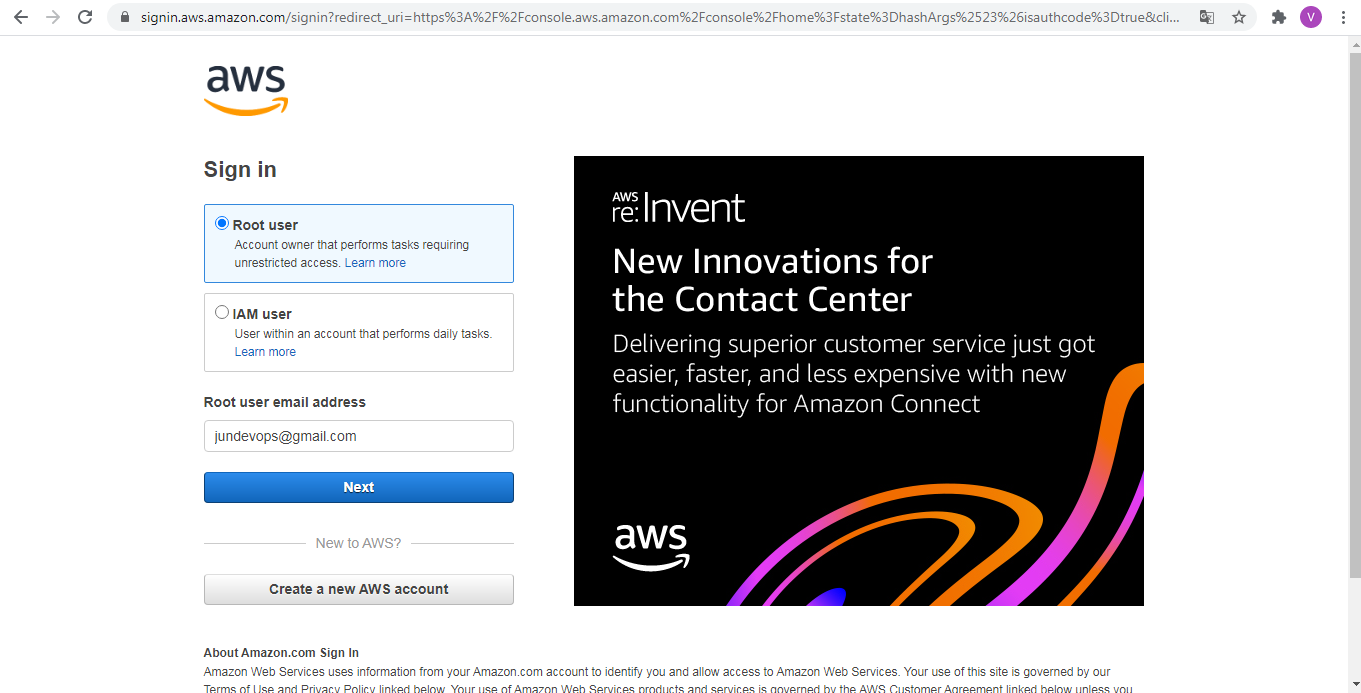 signin.aws.amazon.com/signin?redirect_uri=https%3A%2F%2Fconsole.aws.amazon.com%2Fconsole%2Fhome%3Fstate%3DhashArgs%2523%26isauthcode%3Dtrue&cli...
V
aws
Sign in
Root user
Account owner that performs tasks requiring
unrestricted access. Learn more
IAM user
User within an account that performs daily tasks.
Learn more
Root user email address
jundevops@gmail.com
Next
New to AWS?
Create a new AWS account
AWS
re:Invent
New Innovations for
the Contact Center
Delivering superior customer service just got
easier, faster, and less expensive with new
functionality for Amazon Connect
aws
About Amazon.com Sign In
Amazon Web Services uses information from your Amazon.com account to identify you and allow access to Amazon Web Services. Your use of this site is governed by our
Terms of Use and Privacy Policy linked below. Your use of Amazon Web Services products and services is governed by the AWS Customer Agreement linked below unless you